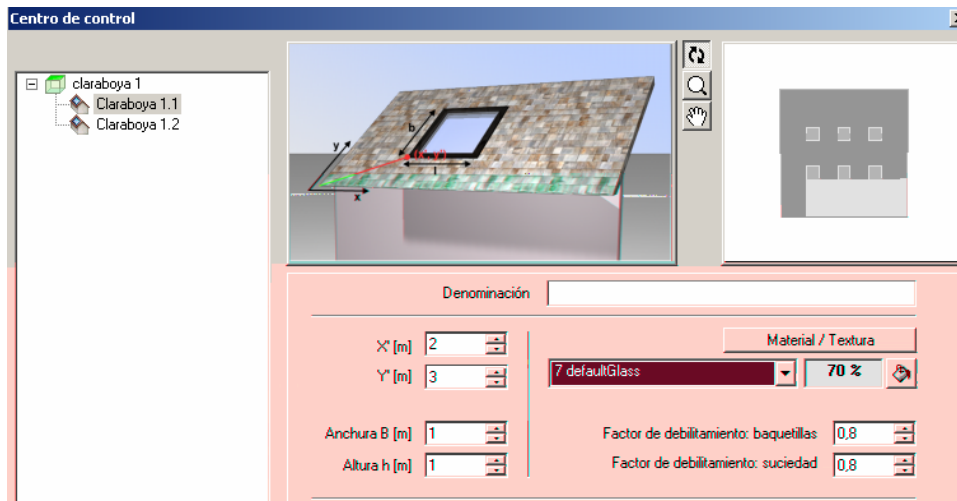 Centro de control
claraboya 1
Claraboya 1.1
Claraboya 1.2
b
y
(x', y')
l
x
Denominación
X' [m] 2
Y' [m] 3
Material / Textura
7 defaultGlass 70 %
Anchura B [m] 1
Altura h [m] 1
Factor de debilitamiento: baquetillas 0,8
Factor de debilitamiento: suciedad 0,8